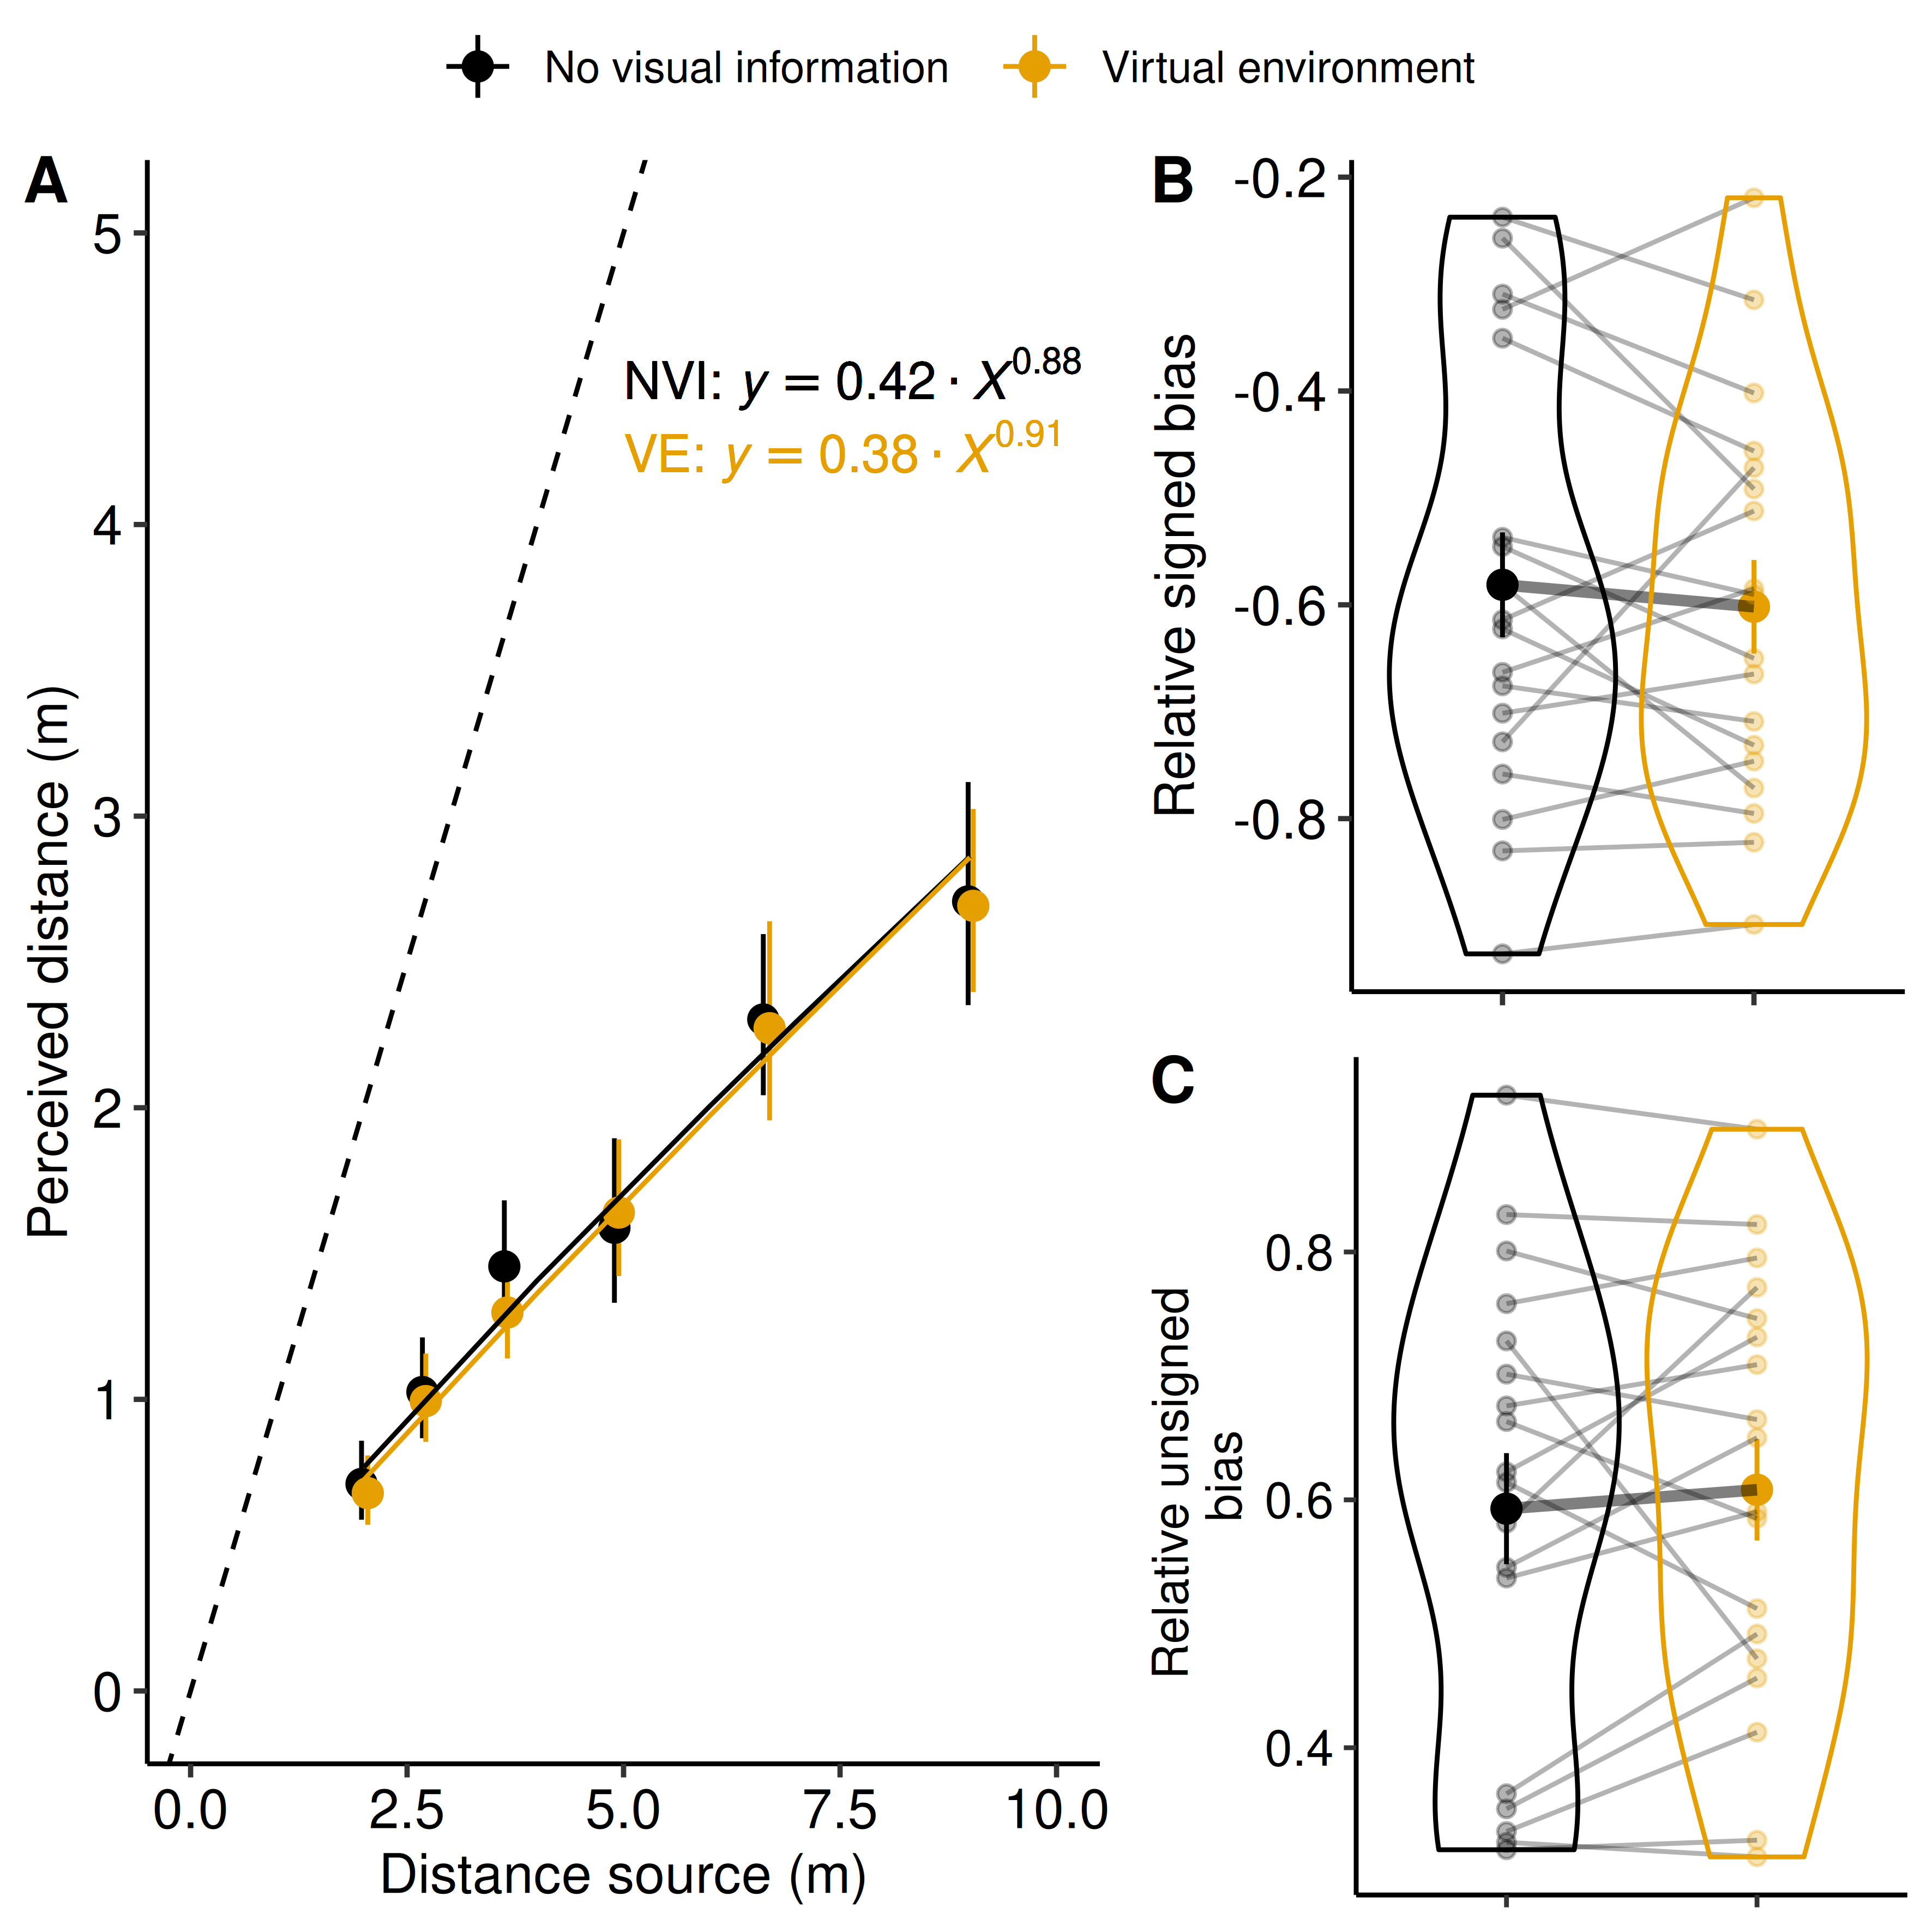 No visual information
Virtual environment
A
Perceived distance (m)
5
4
3
2
1
0
NVI: y = 0.42 · X^0.88
VE: y = 0.38 · X^0.91
0.0 2.5 5.0 7.5 10.0
Distance source (m)
B
Relative signed bias
-0.2
-0.4
-0.6
-0.8
C
Relative unsigned
bias
0.8
0.6
0.4